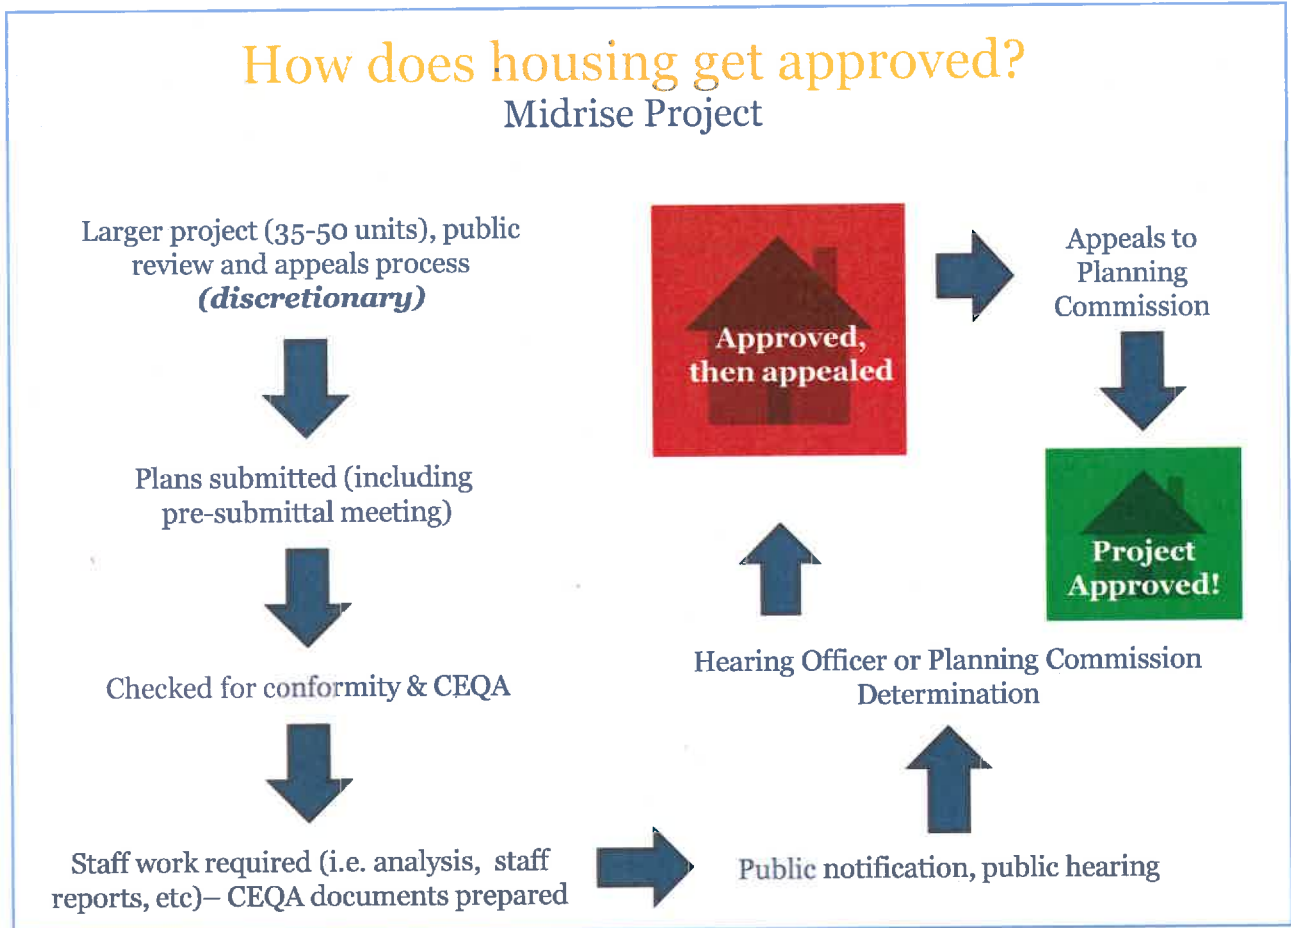 How does housing get approved?
Midrise Project
Larger project (35-50 units), public
review and appeals process
(discretionary)
Plans submitted (including
pre-submittal meeting)
Checked for conformity & CEQA
Staff work required (i.e. analysis, staff
reports, etc)– CEQA documents prepared
Public notification, public hearing
Hearing Officer or Planning Commission
Determination
Approved,
then appealed
Appeals to
Planning
Commission
Project
Approved!